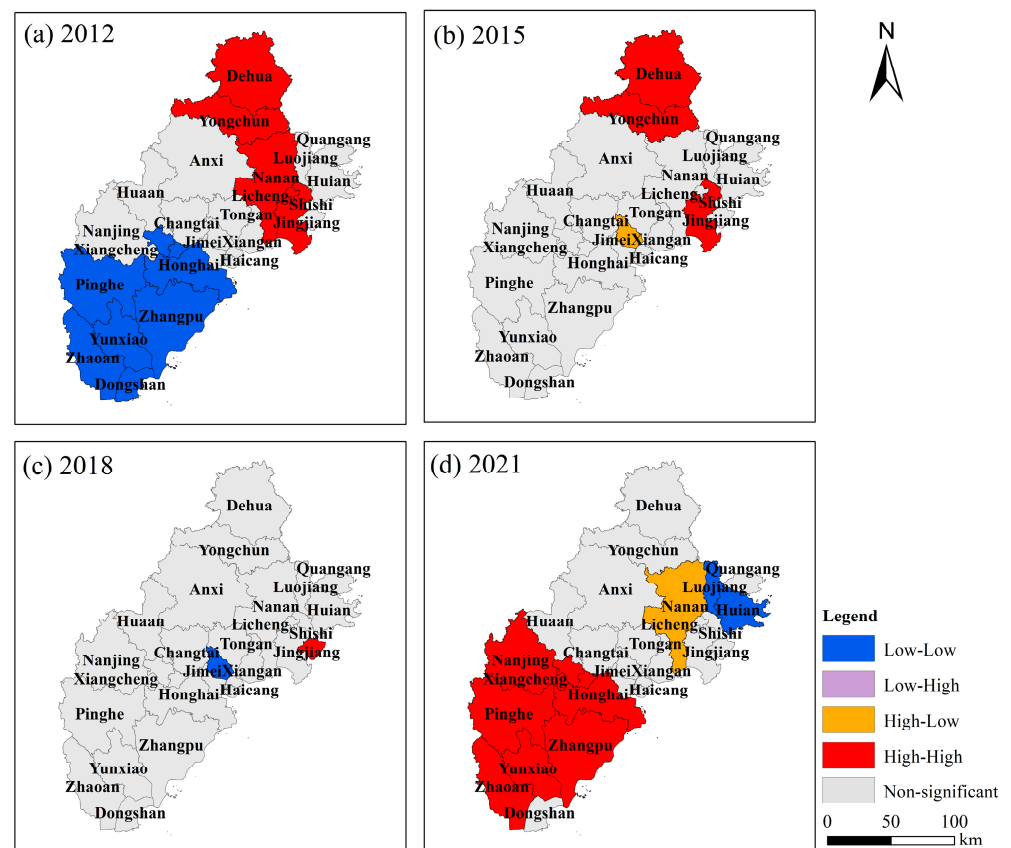 (a) 2012
Dehua
Yongchun
Quangang
Anxi
Luojiang
Nanan
Huian
Huaan
Licheng
Shishi
Tongan
Changtai
Jingjiang
Nanjing
JimeiXiangan
Xiangcheng
Haicang
Honghai
Pinghe
Zhangpu
Yunxiao
Zhaoan
Dongshan
(b) 2015
Dehua
Yongchun
Quangang
Anxi
Luojiang
Nanan
Huian
Huaan
Licheng
Shishi
Tongan
Changtai
Jingjiang
Nanjing
JimeiXiangan
Xiangcheng
Haicang
Honghai
Pinghe
Zhangpu
Yunxiao
Zhaoan
Dongshan
N
(c) 2018
Dehua
Yongchun
Quangang
Anxi
Luojiang
Nanan
Huian
Huaan
Licheng
Shishi
Tongan
Changtai
Jingjiang
Nanjing
JimeiXiangan
Xiangcheng
Haicang
Honghai
Pinghe
Zhangpu
Yunxiao
Zhaoan
Dongshan
(d) 2021
Dehua
Yongchun
Quangang
Anxi
Luojiang
Nanan
Huian
Huaan
Licheng
Shishi
Tongan
Changtai
Jingjiang
Nanjing
JimeiXiangan
Xiangcheng
Haicang
Honghai
Pinghe
Zhangpu
Yunxiao
Zhaoan
Dongshan
Legend
Low-Low
Low-High
High-Low
High-High
Non-significant
0 50 100
km